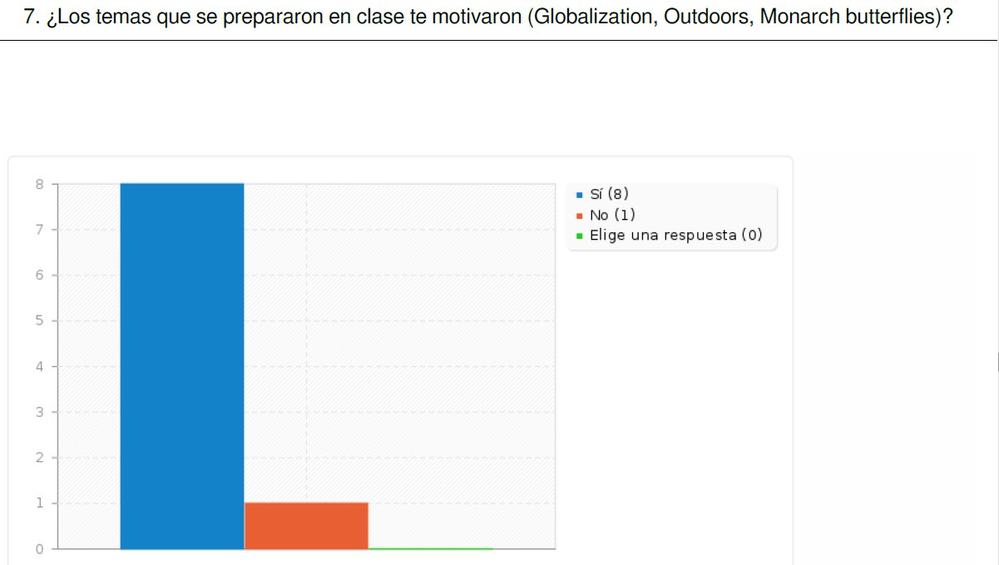 7. ¿Los temas que se prepararon en clase te motivaron (Globalization, Outdoors, Monarch butterflies)?
8
7
6
5
4
3
2
1
0
Sí (8)
No (1)
Elige una respuesta (0)